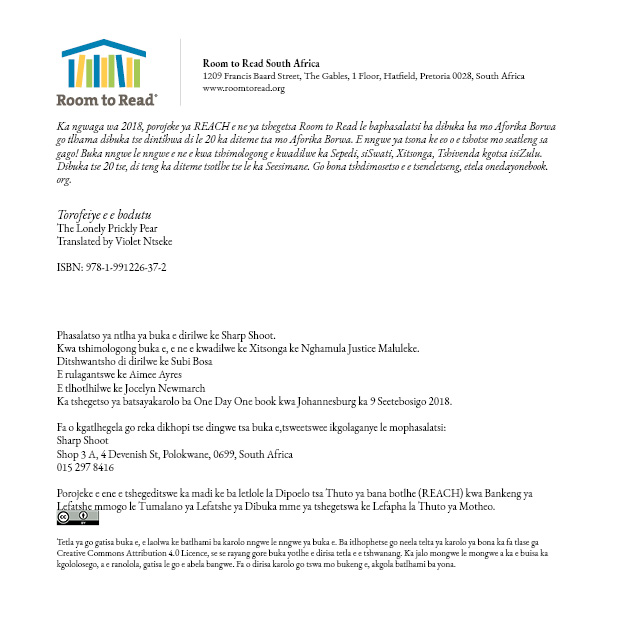 Room to Read®
Room to Read South Africa
1209 Francis Baard Street, The Gables, 1 Floor, Hatfield, Pretoria 0028, South Africa
www.roomtoread.org
Ka ngwaga wa 2018, porojeke ya REACH e ne ya tshegetsa Room to Read le baphasalatsi ba dibuka ba mo Aforika Borwa
go tlhama dibuka tse dintšhwa di le 20 ka diteme tsa mo Aforika Borwa. E nngwe ya tsona ke eo o e tshotse mo seatleng sa
gago! Buka nngwe le nngwe e ne e kwa tshimologong e kwadilwe ka Sepedi, siSwati, Xitsonga, Tshivenda kgotsa isiZulu.
Dibuka tse 20 tse, di teng ka diteme tsotlhe tse le ka Seesimane. Go bona tshdimosetso e e tseneletseng, etela onedayonebook.
org.
Torofeiye e e bodutu
The Lonely Prickly Pear
Translated by Violet Ntseke
ISBN: 978-1-991226-37-2
Phasalatso ya ntlha ya buka e dirilwe ke Sharp Shoot.
Kwa tshimologong buka e, e ne e kwadilwe ke Xitsonga ke Nghamula Justice Maluleke.
Ditshwantsho di dirilwe ke Subi Bosa
E rulagantswe ke Aimee Ayres
E tlhotlhilwe ke Jocelyn Newmarch
Ka tshegetso ya batsayakarolo ba One Day One book kwa Johannesburg ka 9 Seetebosigo 2018.
Fa o kgatlhegela go reka dikhopi tse dingwe tsa buka e,tsweetswee ikgolaganye le mophasalatsi:
Sharp Shoot
Shop 3 A, 4 Devenish St, Polokwane, 0699, South Africa
015 297 8416
Porojeke e ene e tshegeditswe ka madi ke ba letlole la Dipoelo tsa Thuto ya bana botlhe (REACH) kwa Bankeng ya
Lefatshe mmogo le Tumalano ya Lefatshe ya Dibuka mme ya tshegetswa ke Lefapha la Thuto ya Motheo.
cc BY
Tetla ya go gatisa buka e, e laolwa ke batlhami ba karolo nngwe le nngwe ya buka e. Ba itlhophetse go neela telta ya karolo ya bona ka fa tlase ga
Creative Commons Attribution 4.0 Licence, se se rayang gore buka yotlhe e dirisa tetla e e tshwanang. Ka jalo mongwe le mongwe a ka e buisa ka
kgololosego, a e ranolola, gatisa le go e abela bangwe. Fa o dirisa karolo go tswa mo bukeng e, akgola batlhami ba yona.